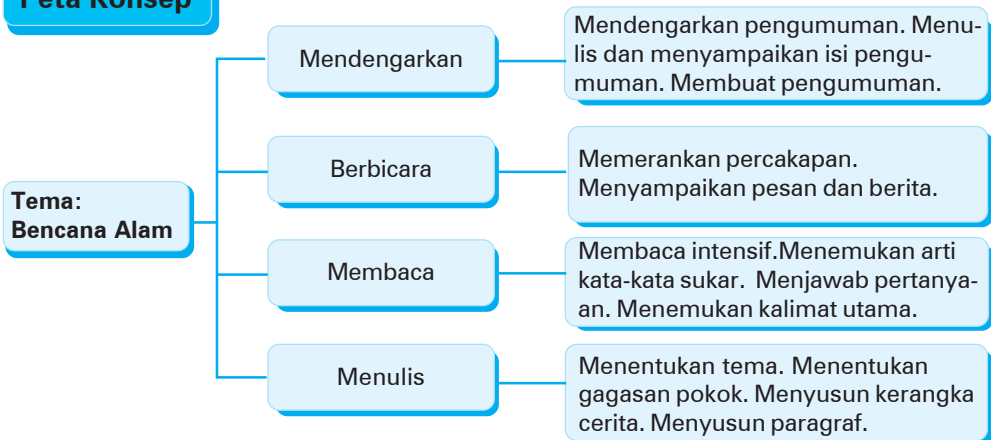 Peta Konsep
Mendengarkan
Mendengarkan pengumuman. Menu-
lis dan menyampaikan isi pengu-
muman. Membuat pengumuman.
Berbicara
Memerankan percakapan.
Menyampaikan pesan dan berita.
Tema:
Bencana Alam
Membaca
Membaca intensif.Menemukan arti
kata-kata sukar. Menjawab pertanya-
an. Menemukan kalimat utama.
Menulis
Menentukan tema. Menentukan
gagasan pokok. Menyusun kerangka
cerita. Menyusun paragraf.